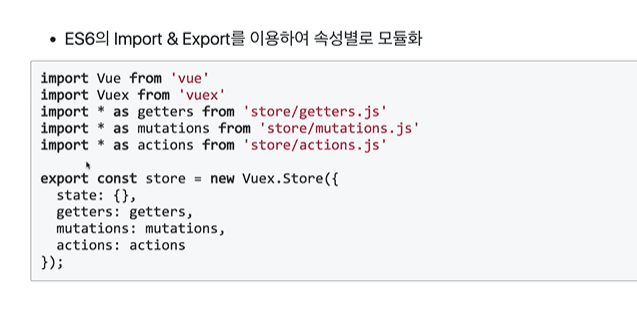 • ES6의 Import & Export를 이용하여 속성별로 모듈화
import Vue from 'vue'
import Vuex from 'vuex'
import * as getters from 'store/getters.js'
import * as mutations from 'store/mutations.js'
import * as actions from 'store/actions.js'
export const store = new Vuex.Store({
  state: {},
  getters: getters,
  mutations: mutations,
  actions: actions
});